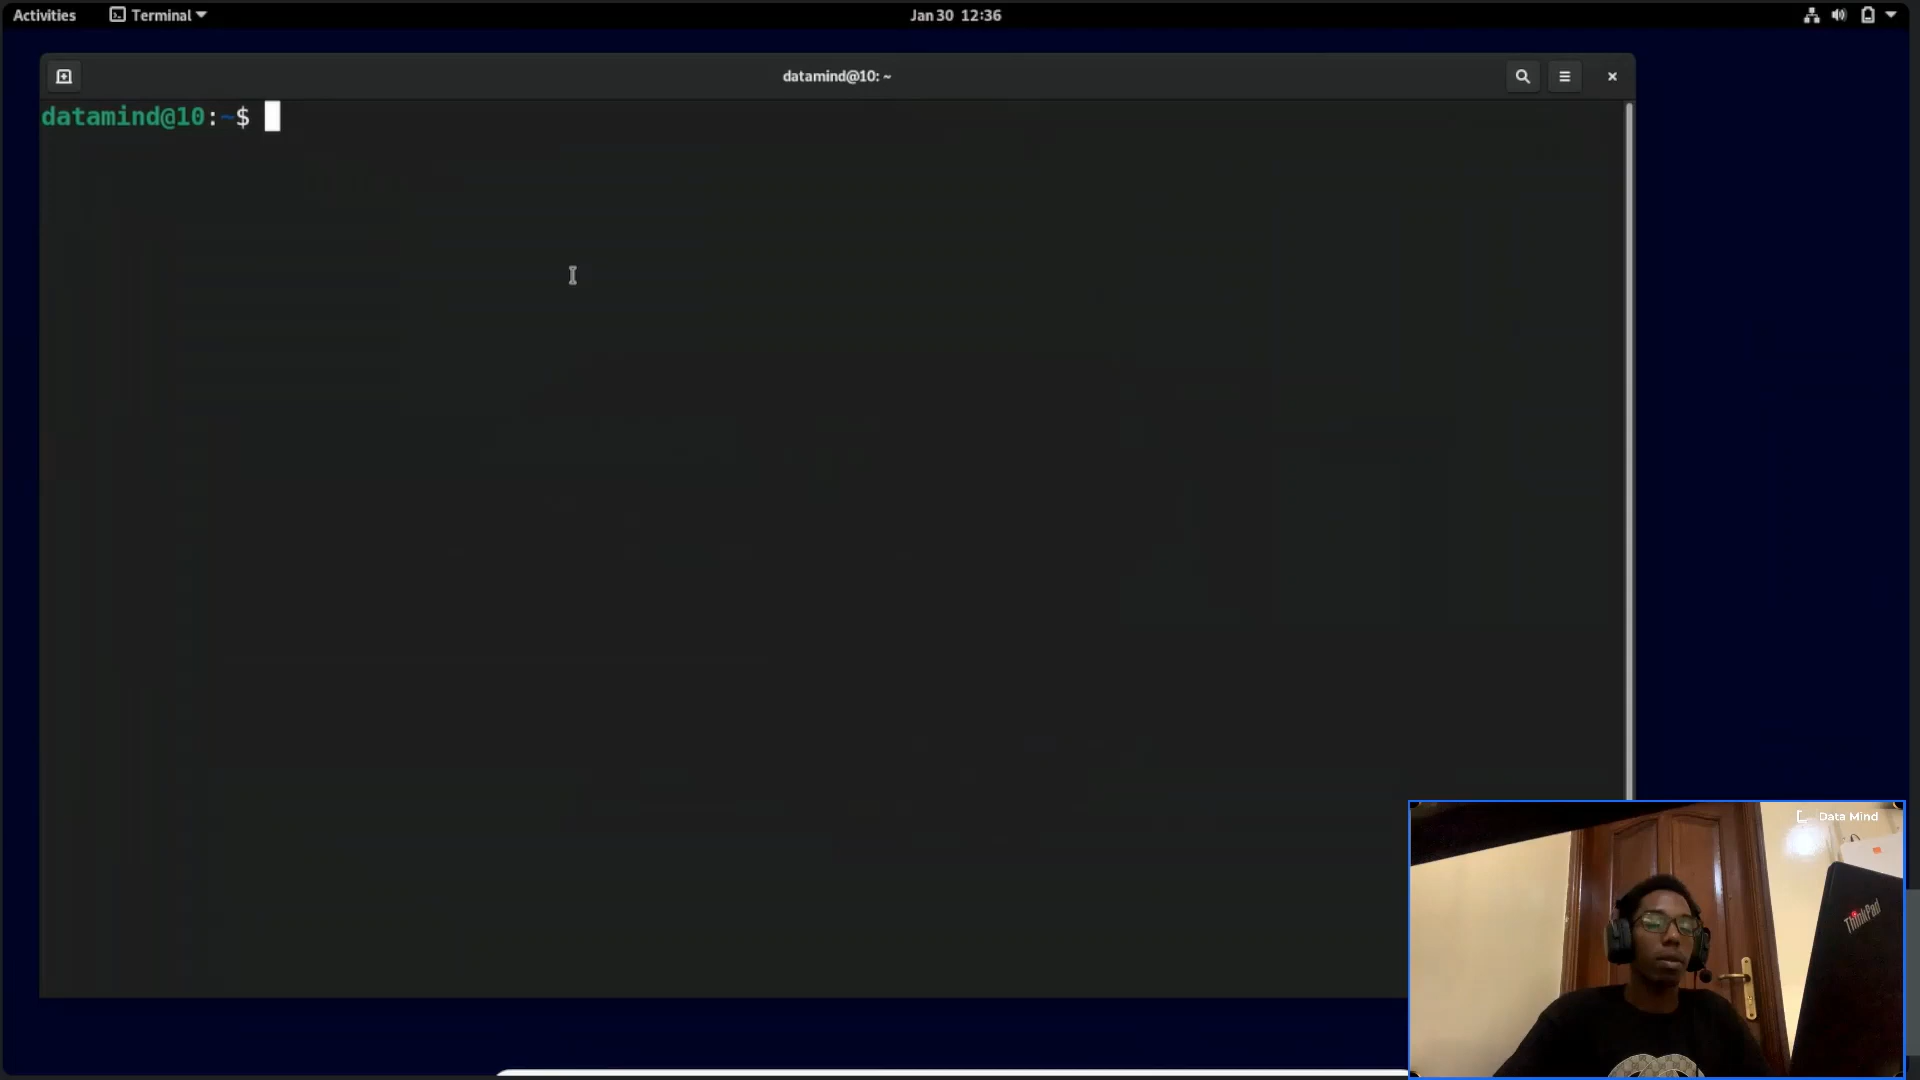 Activities
Terminal
Jan 30 12:36
datamind@10: ~
datamind@10:~$
Data Mind
ThinkPad